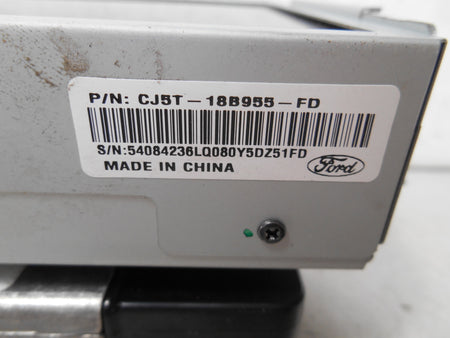 P/N: CJ5T-18B955-FD
S/N:54084236LQ080Y5DZ51FD
MADE IN CHINA
Ford